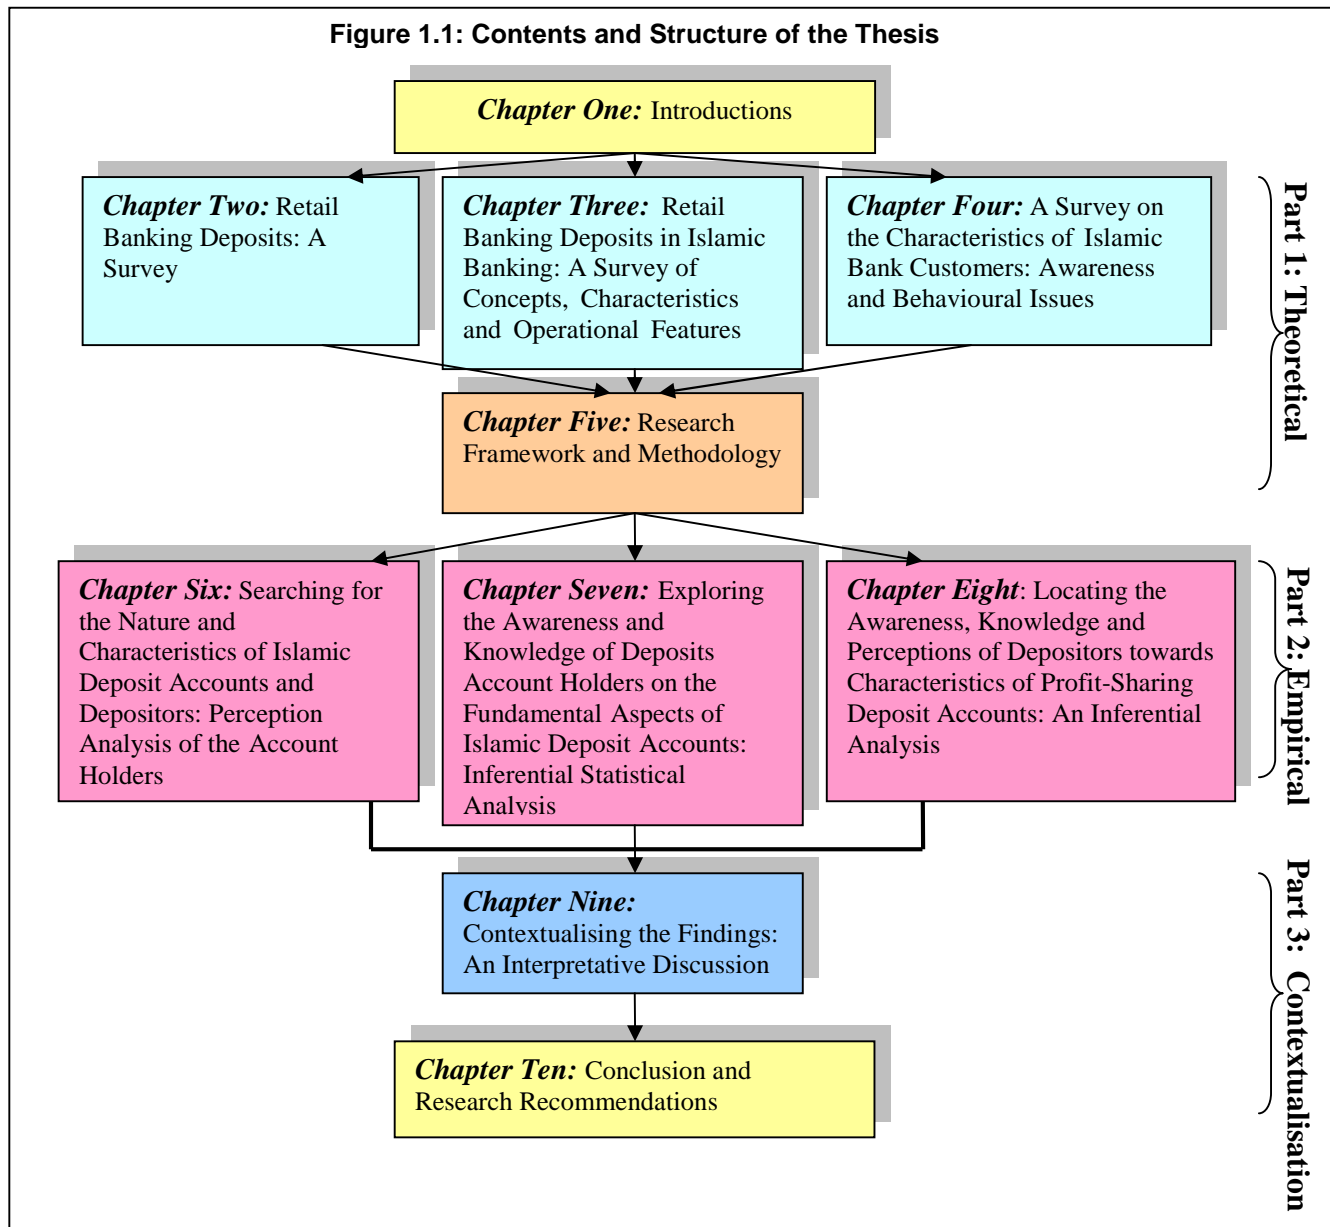 Figure 1.1: Contents and Structure of the Thesis
Chapter One: Introductions
Chapter Two: Retail
Banking Deposits: A
Survey
Chapter Three: Retail
Banking Deposits in Islamic
Banking: A Survey of
Concepts, Characteristics
and Operational Features
Chapter Four: A Survey on
the Characteristics of Islamic
Bank Customers: Awareness
and Behavioural Issues
Part 1: Theoretical
Chapter Five: Research
Framework and Methodology
Chapter Six: Searching for
the Nature and
Characteristics of Islamic
Deposit Accounts and
Depositors: Perception
Analysis of the Account
Holders
Chapter Seven: Exploring
the Awareness and
Knowledge of Deposits
Account Holders on the
Fundamental Aspects of
Islamic Deposit Accounts:
Inferential Statistical
Analysis
Chapter Eight: Locating the
Awareness, Knowledge and
Perceptions of Depositors towards
Characteristics of Profit-Sharing
Deposit Accounts: An Inferential
Analysis
Part 2: Empirical
Chapter Nine:
Contextualising the Findings:
An Interpretative Discussion
Chapter Ten: Conclusion and
Research Recommendations
Part 3: Contextualisation